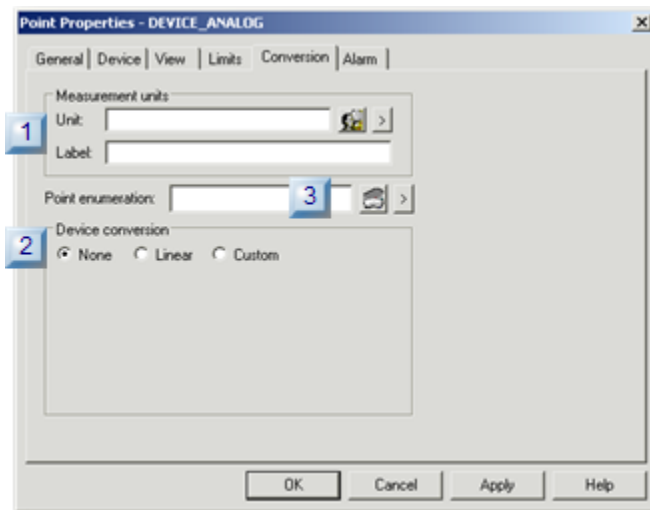 Point Properties - DEVICE_ANALOG
General Device View Limits Conversion Alarm
Measurement units
1
Unit:
>
Label:
Point enumeration:
3
>
2
Device conversion
None Linear Custom
OK Cancel Apply Help